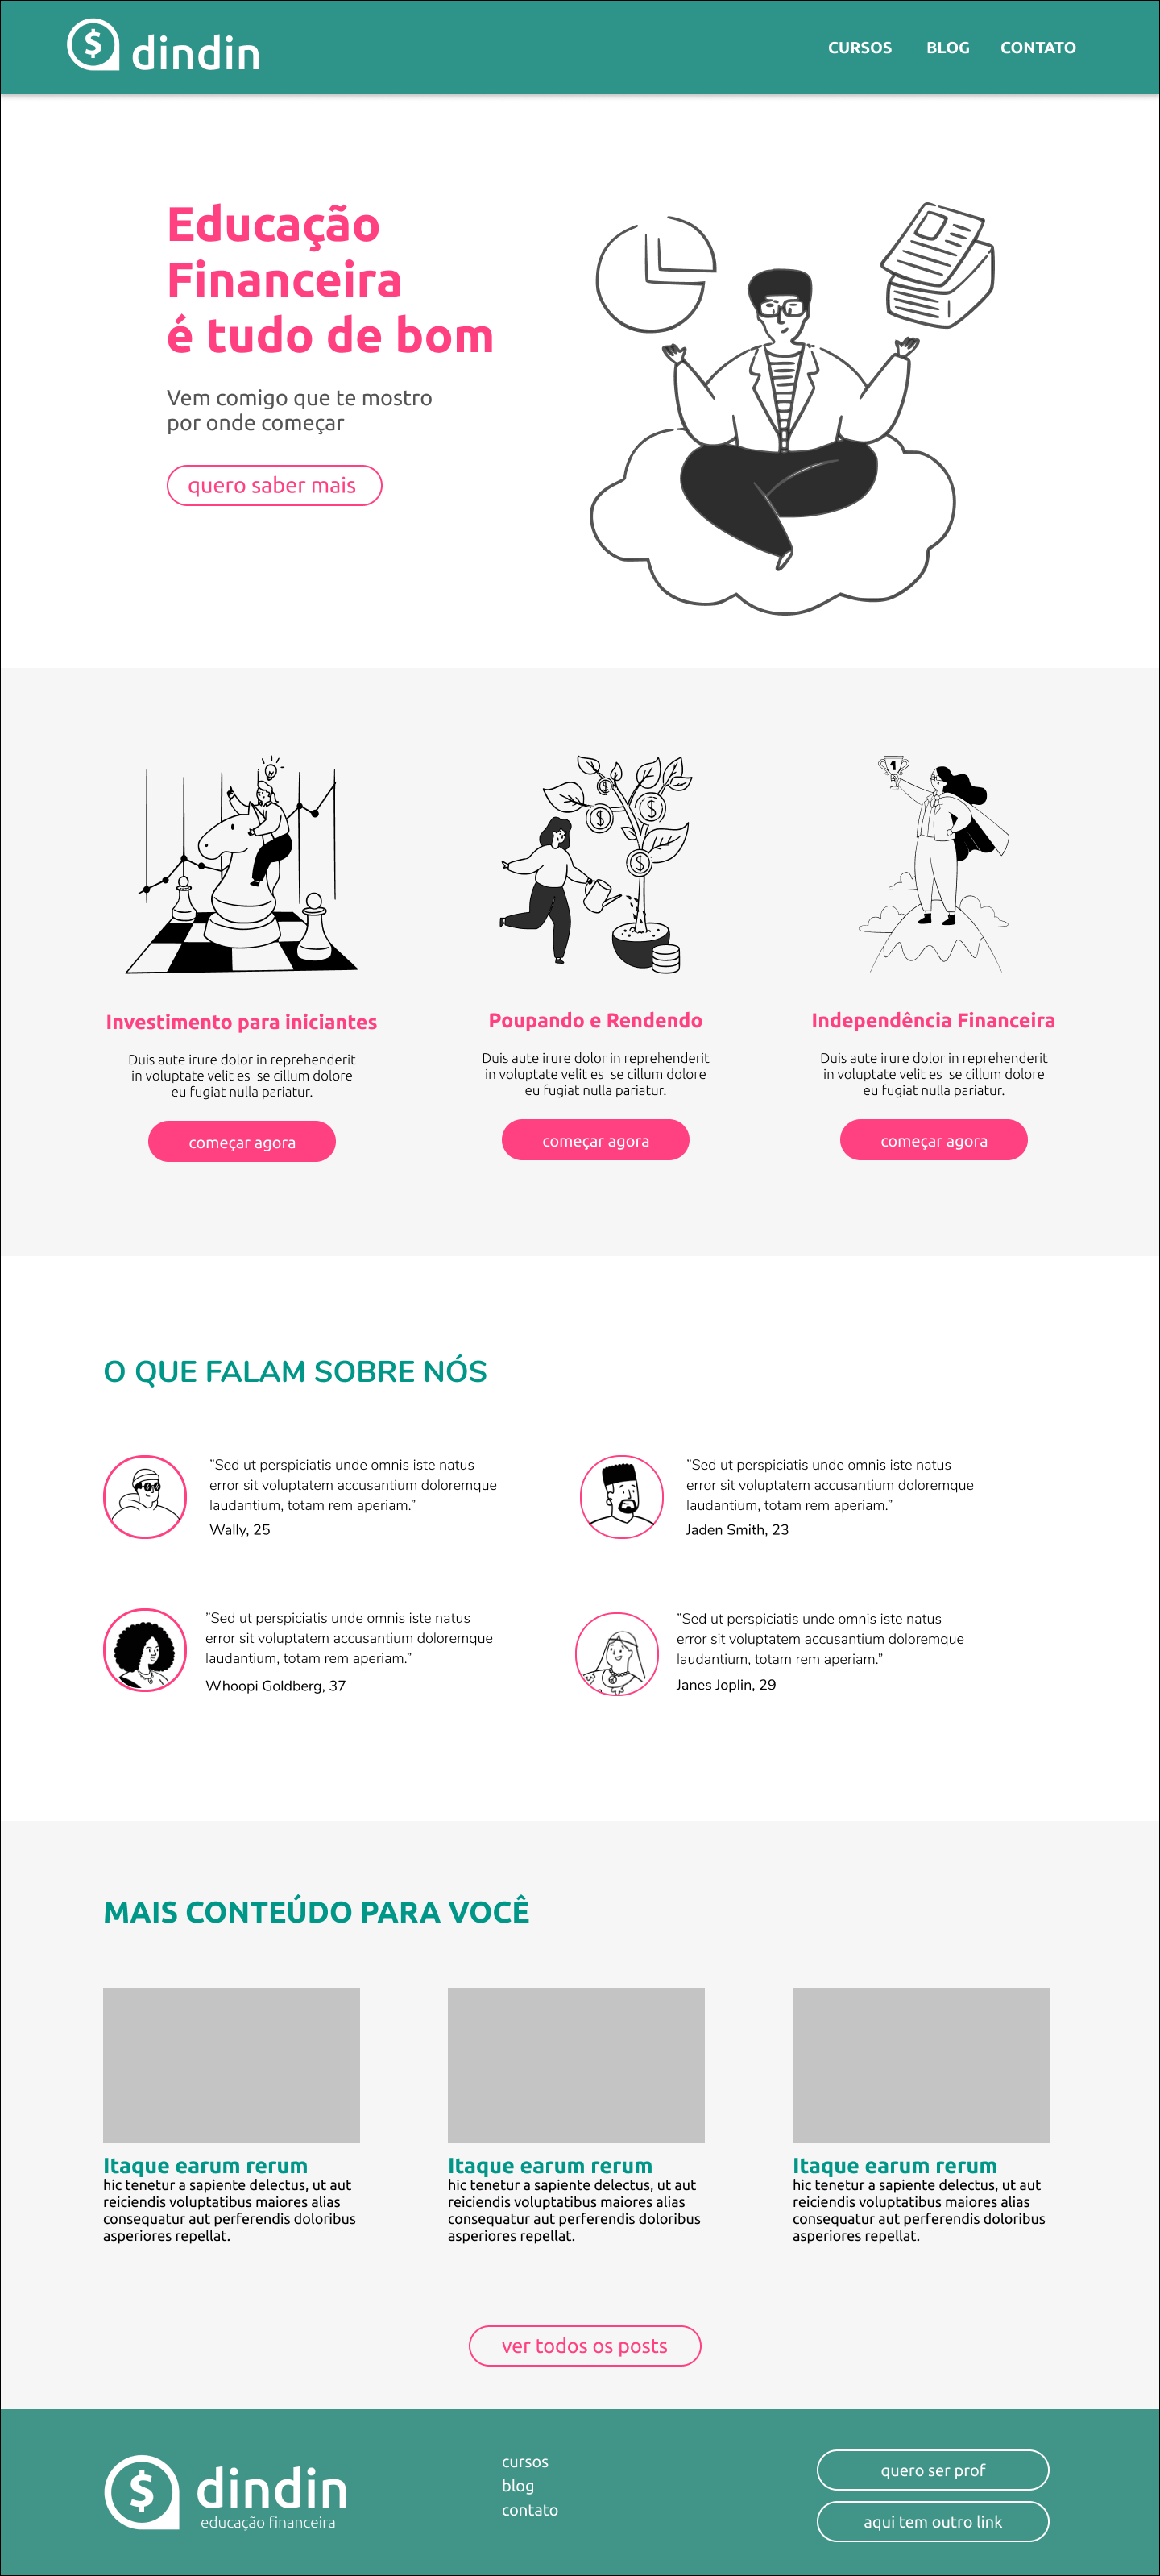 $ dindin
CURSOS BLOG CONTATO
Educação
Financeira
é tudo de bom
Vem comigo que te mostro
por onde começar
quero saber mais
1
$
$ $
$
Investimento para iniciantes
Duis aute irure dolor in reprehenderit
in voluptate velit es se cillum dolore
eu fugiat nulla pariatur.
começar agora
Poupando e Rendendo
Duis aute irure dolor in reprehenderit
in voluptate velit es se cillum dolore
eu fugiat nulla pariatur.
começar agora
Independência Financeira
Duis aute irure dolor in reprehenderit
in voluptate velit es se cillum dolore
eu fugiat nulla pariatur.
começar agora
O QUE FALAM SOBRE NÓS
”Sed ut perspiciatis unde omnis iste natus
error sit voluptatem accusantium doloremque
laudantium, totam rem aperiam.”
Wally, 25
”Sed ut perspiciatis unde omnis iste natus
error sit voluptatem accusantium doloremque
laudantium, totam rem aperiam.”
Jaden Smith, 23
”Sed ut perspiciatis unde omnis iste natus
error sit voluptatem accusantium doloremque
laudantium, totam rem aperiam.”
Whoopi Goldberg, 37
”Sed ut perspiciatis unde omnis iste natus
error sit voluptatem accusantium doloremque
laudantium, totam rem aperiam.”
Janes Joplin, 29
MAIS CONTEÚDO PARA VOCÊ
Itaque earum rerum
hic tenetur a sapiente delectus, ut aut
reiciendis voluptatibus maiores alias
consequatur aut perferendis doloribus
asperiores repellat.
Itaque earum rerum
hic tenetur a sapiente delectus, ut aut
reiciendis voluptatibus maiores alias
consequatur aut perferendis doloribus
asperiores repellat.
Itaque earum rerum
hic tenetur a sapiente delectus, ut aut
reiciendis voluptatibus maiores alias
consequatur aut perferendis doloribus
asperiores repellat.
ver todos os posts
$ dindin
educação financeira
cursos
blog
contato
quero ser prof
aqui tem outro link